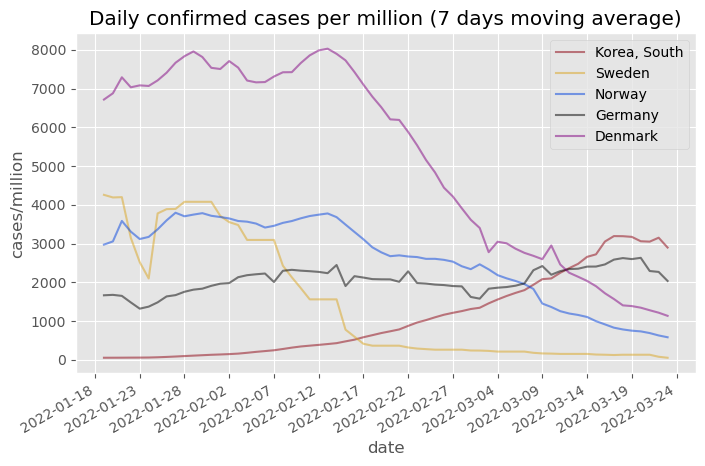 Daily confirmed cases per million (7 days moving average)
8000
7000
6000
5000
4000
3000
2000
1000
0
cases/million
Korea, South
Sweden
Norway
Germany
Denmark
2022-01-18
2022-01-23
2022-01-28
2022-02-02
2022-02-07
2022-02-12
2022-02-17
2022-02-22
2022-02-27
2022-03-04
2022-03-09
2022-03-14
2022-03-19
2022-03-24
date